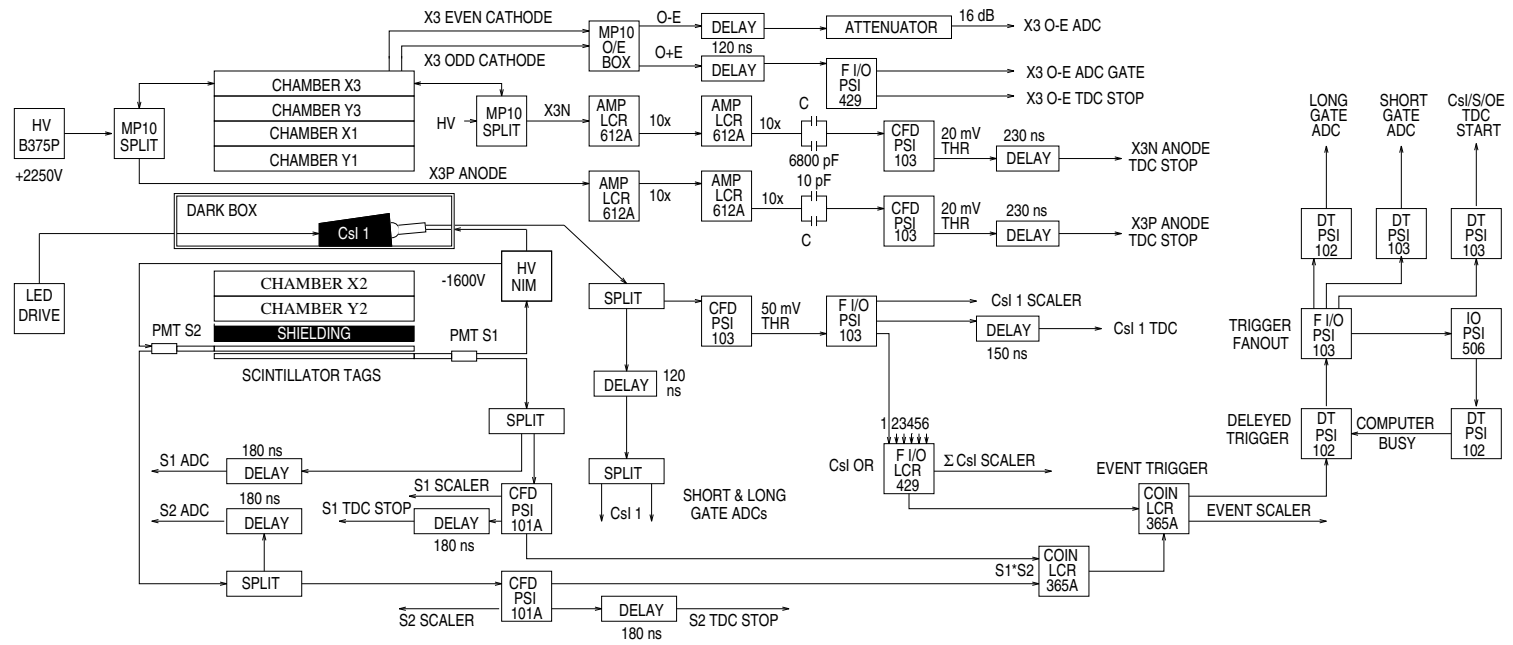 X3 EVEN CATHODE
X3 ODD CATHODE
MP10
O/E
BOX
O-E
O+E
DELAY
120 ns
DELAY
ATTENUATOR
16 dB
X3 O-E ADC
F I/O
PSI
429
X3 O-E ADC GATE
X3 O-E TDC STOP
HV
B375P
+2250V
MP10
SPLIT
CHAMBER X3
CHAMBER Y3
CHAMBER X1
CHAMBER Y1
HV
MP10
SPLIT
X3N
AMP
LCR
612A
10x
AMP
LCR
612A
10x
C
6800 pF
CFD
PSI
103
20 mV
THR
230 ns
DELAY
X3N ANODE
TDC STOP
X3P ANODE
AMP
LCR
612A
10x
AMP
LCR
612A
10x
10 pF
C
CFD
PSI
103
20 mV
THR
230 ns
DELAY
X3P ANODE
TDC STOP
LONG
GATE
ADC
SHORT
GATE
ADC
CsI/S/OE
TDC
START
DT
PSI
102
DT
PSI
103
DT
PSI
103
DARK BOX
CsI 1
LED
DRIVE
CHAMBER X2
CHAMBER Y2
SHIELDING
-1600V
HV
NIM
PMT S2
PMT S1
SCINTILLATOR TAGS
SPLIT
CFD
PSI
103
50 mV
THR
F I/O
PSI
103
CsI 1 SCALER
DELAY
150 ns
CsI 1 TDC
TRIGGER
FANOUT
F I/O
PSI
103
IO
PSI
506
DELAY
120
ns
SPLIT
CsI 1
SHORT & LONG
GATE ADCs
DELEYED
TRIGGER
DT
PSI
102
COMPUTER
BUSY
DT
PSI
102
1 23456
CsI OR
F I/O
LCR
429
Σ CsI SCALER
EVENT TRIGGER
COIN
LCR
365A
EVENT SCALER
SPLIT
S1 ADC
180 ns
DELAY
S1 SCALER
CFD
PSI
101A
S1 TDC STOP
DELAY
180 ns
S2 ADC
180 ns
DELAY
SPLIT
CFD
PSI
101A
S2 SCALER
DELAY
180 ns
S2 TDC STOP
S1*S2
COIN
LCR
365A